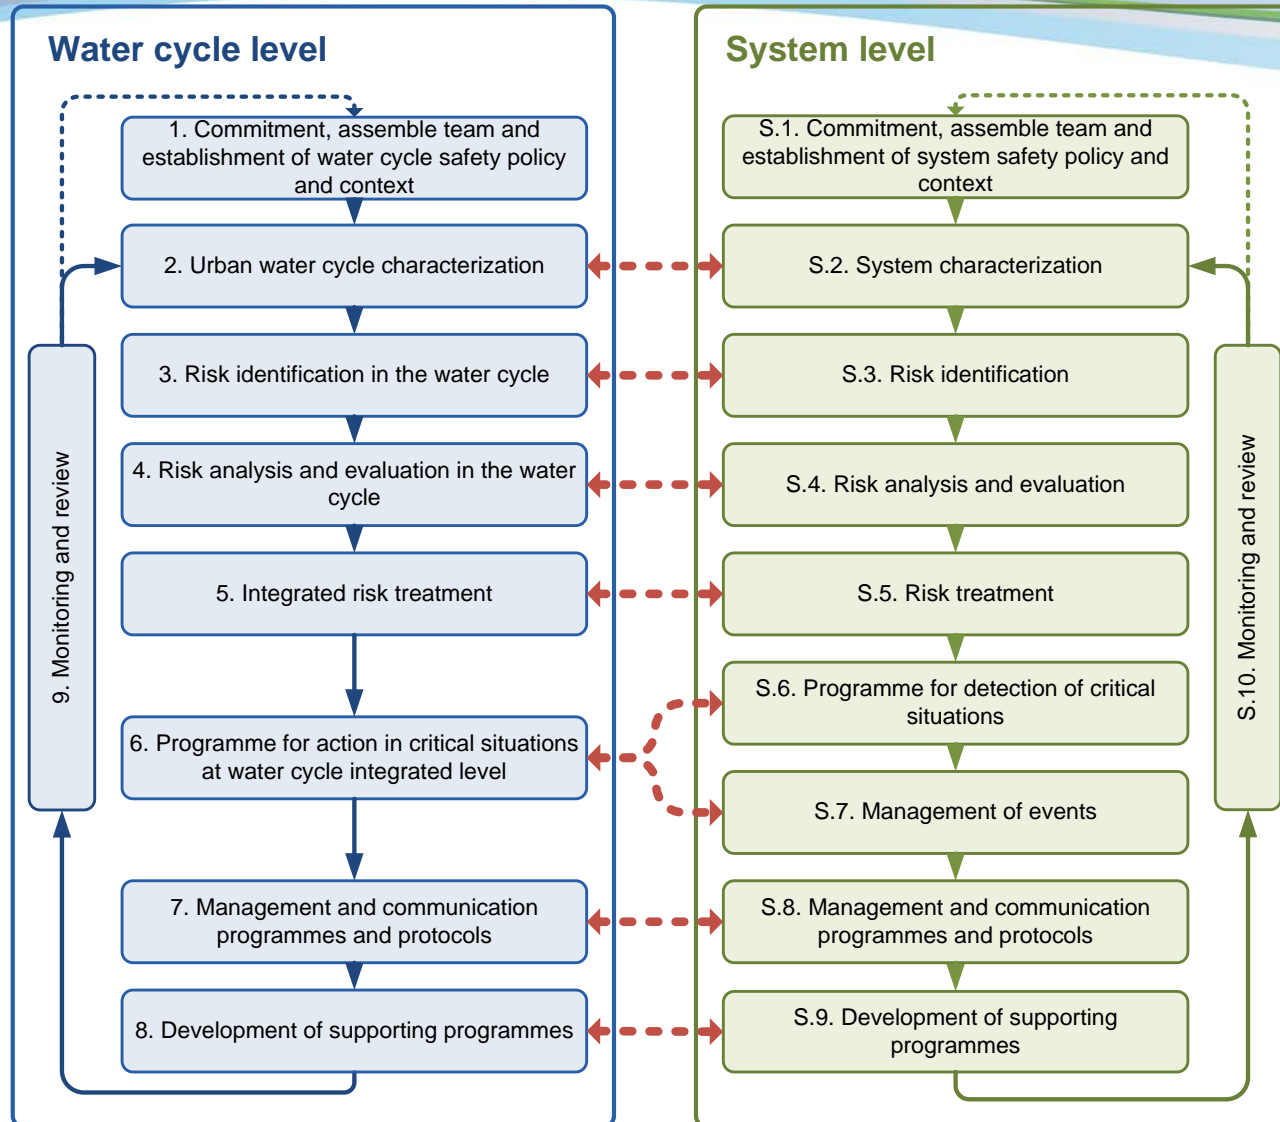 Water cycle level
1. Commitment, assemble team and
establishment of water cycle safety policy
and context
2. Urban water cycle characterization
3. Risk identification in the water cycle
4. Risk analysis and evaluation in the water
cycle
5. Integrated risk treatment
6. Programme for action in critical situations
at water cycle integrated level
7. Management and communication
programmes and protocols
8. Development of supporting programmes
9. Monitoring and review
System level
S.1. Commitment, assemble team and
establishment of system safety policy and
context
S.2. System characterization
S.3. Risk identification
S.4. Risk analysis and evaluation
S.5. Risk treatment
S.6. Programme for detection of critical
situations
S.7. Management of events
S.8. Management and communication
programmes and protocols
S.9. Development of supporting
programmes
S.10. Monitoring and review